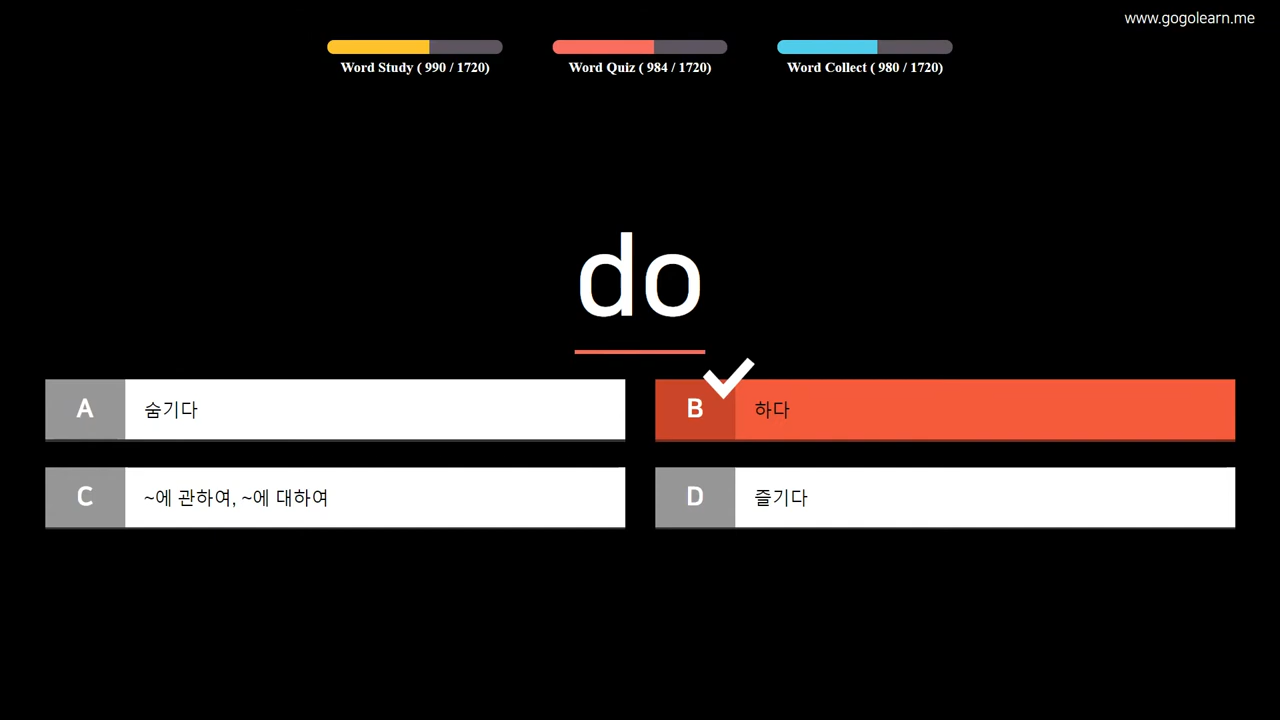 www.gogolearn.me
Word Study ( 990 / 1720)
Word Quiz ( 984 / 1720)
Word Collect ( 980 / 1720)
do
A 숨기다
B 하다
C ~에 관하여, ~에 대하여
D 즐기다